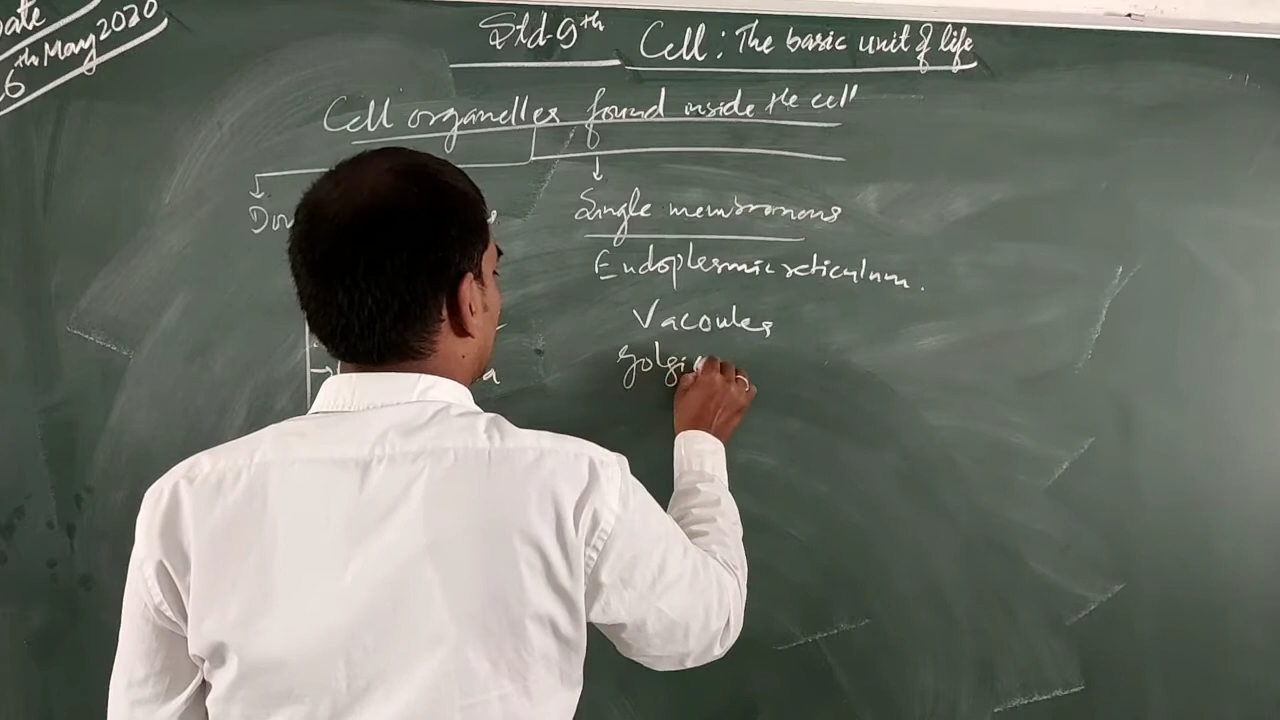 Date
6th May 2020
Std-9th Cell: The basic unit of life
Cell organelles found inside the cell
Single membranous
Endoplasmic reticulum.
Vacoules
Golgi